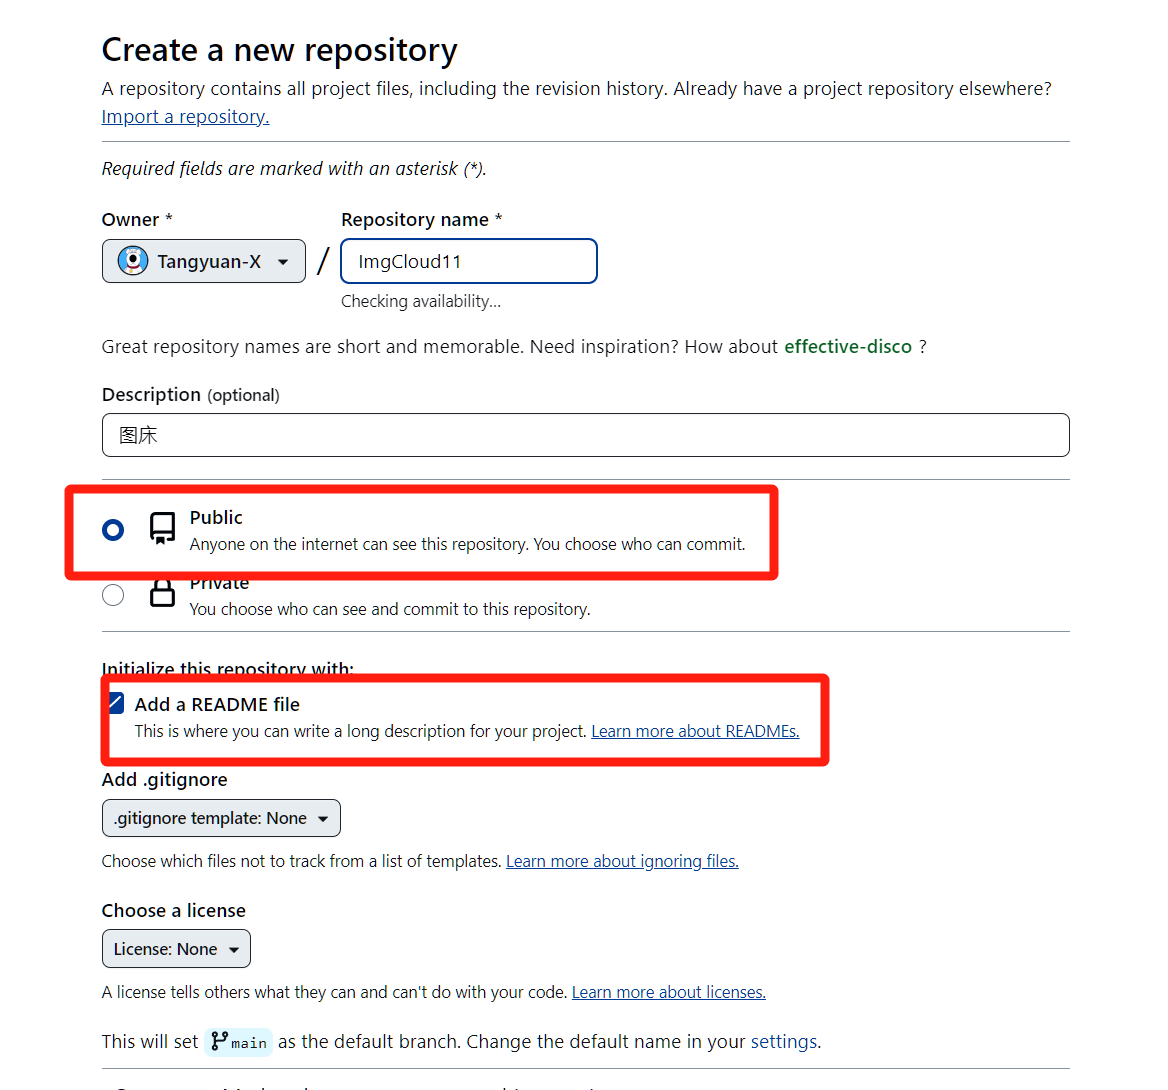 Create a new repository
A repository contains all project files, including the revision history. Already have a project repository elsewhere?
Import a repository.
Required fields are marked with an asterisk (*).
Owner * Repository name *
Tangyuan-X / ImgCloud11
Checking availability...
Great repository names are short and memorable. Need inspiration? How about effective-disco ?
Description (optional)
图床
Public
Anyone on the internet can see this repository. You choose who can commit.
Private
You choose who can see and commit to this repository.
Initialize this repository with:
Add a README file
This is where you can write a long description for your project. Learn more about READMEs.
Add .gitignore
.gitignore template: None
Choose which files not to track from a list of templates. Learn more about ignoring files.
Choose a license
License: None
A license tells others what they can and can't do with your code. Learn more about licenses.
This will set main as the default branch. Change the default name in your settings.